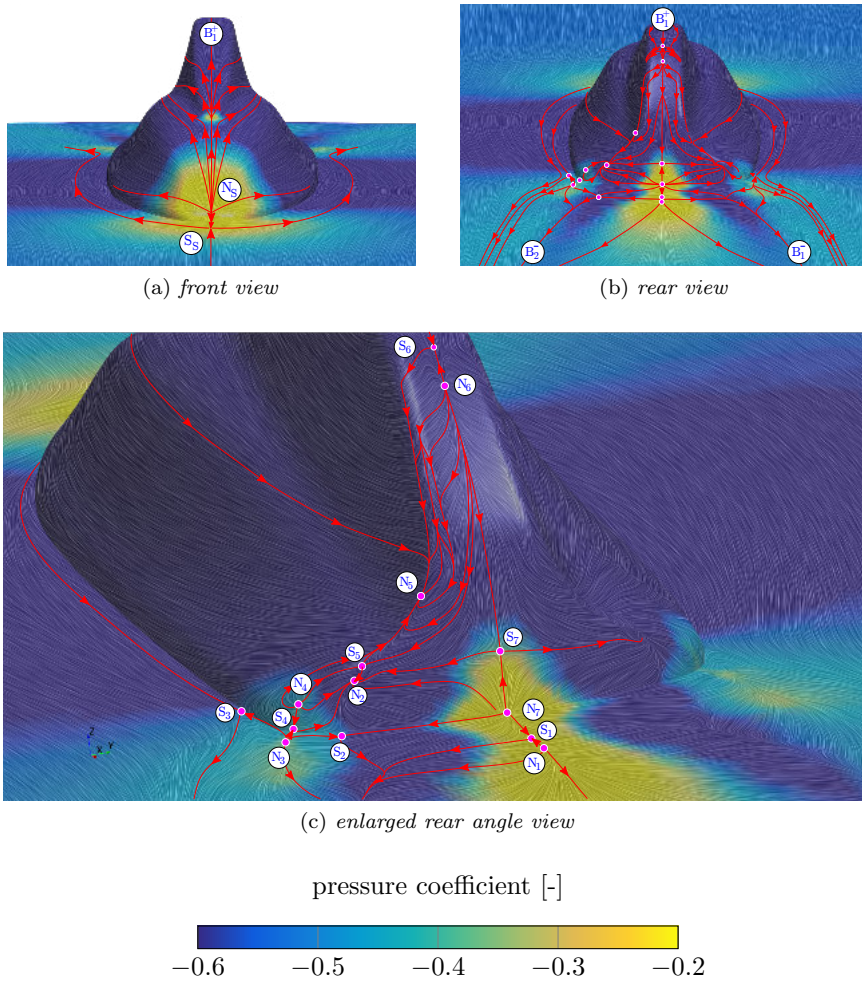 B₁⁺
N_S
S_S
(a) front view
B₁⁺
B₂⁻
B₁⁻
(b) rear view
S₆
N₆
N₅
S₅
S₇
N₄
N₂
S₃
S₄
N₇
S₁
N₃
S₂
N₁
Z
X Y
(c) enlarged rear angle view
pressure coefficient [-]
−0.6 −0.5 −0.4 −0.3 −0.2